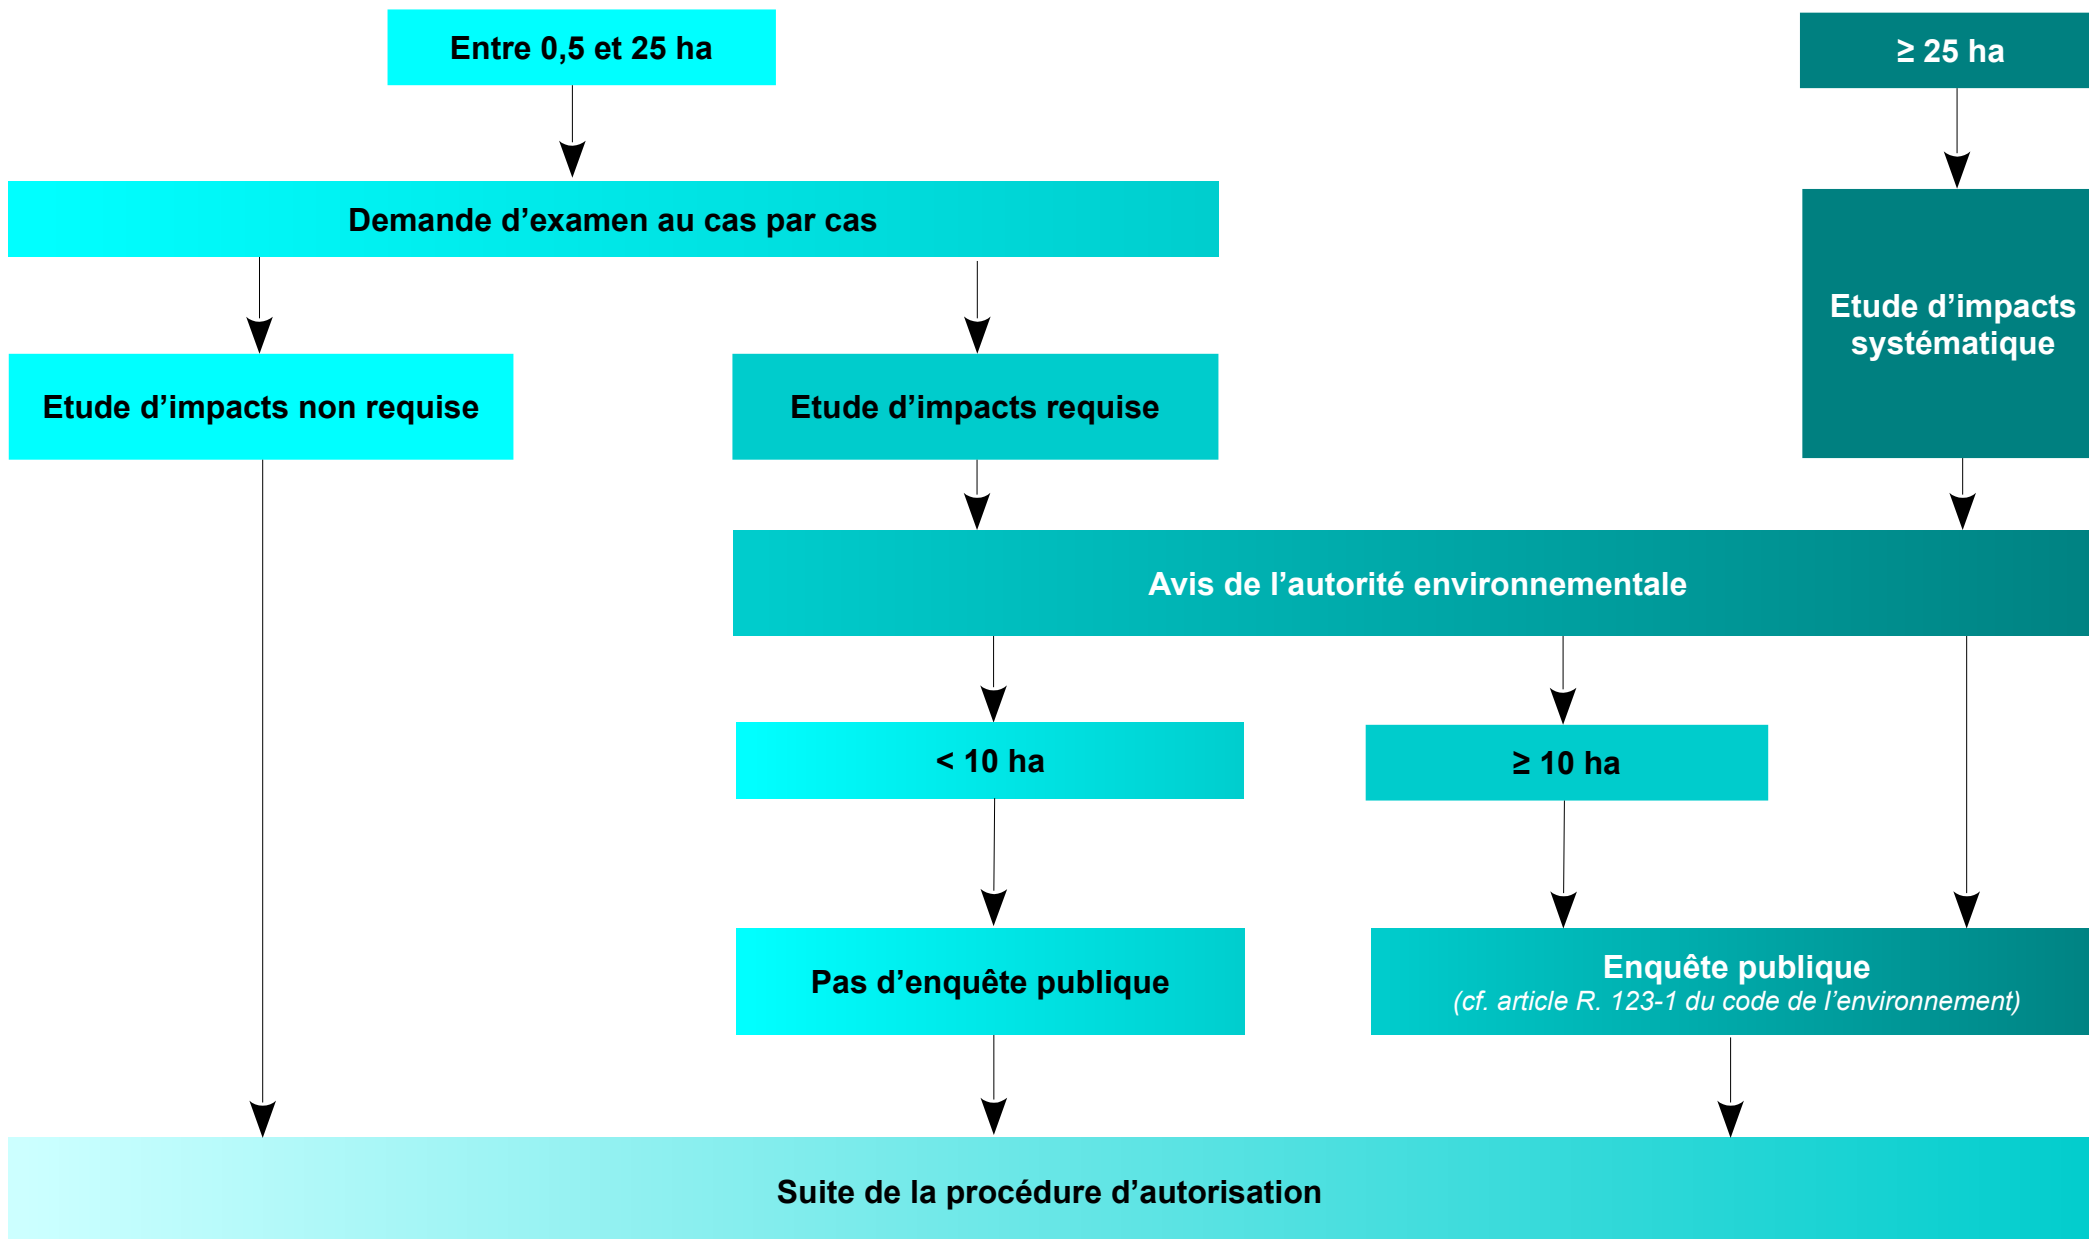 Entre 0,5 et 25 ha
≥ 25 ha
Demande d’examen au cas par cas
Etude d’impacts
systématique
Etude d’impacts non requise
Etude d’impacts requise
Avis de l’autorité environnementale
< 10 ha
≥ 10 ha
Pas d’enquête publique
Enquête publique
(cf. article R. 123-1 du code de l’environnement)
Suite de la procédure d’autorisation